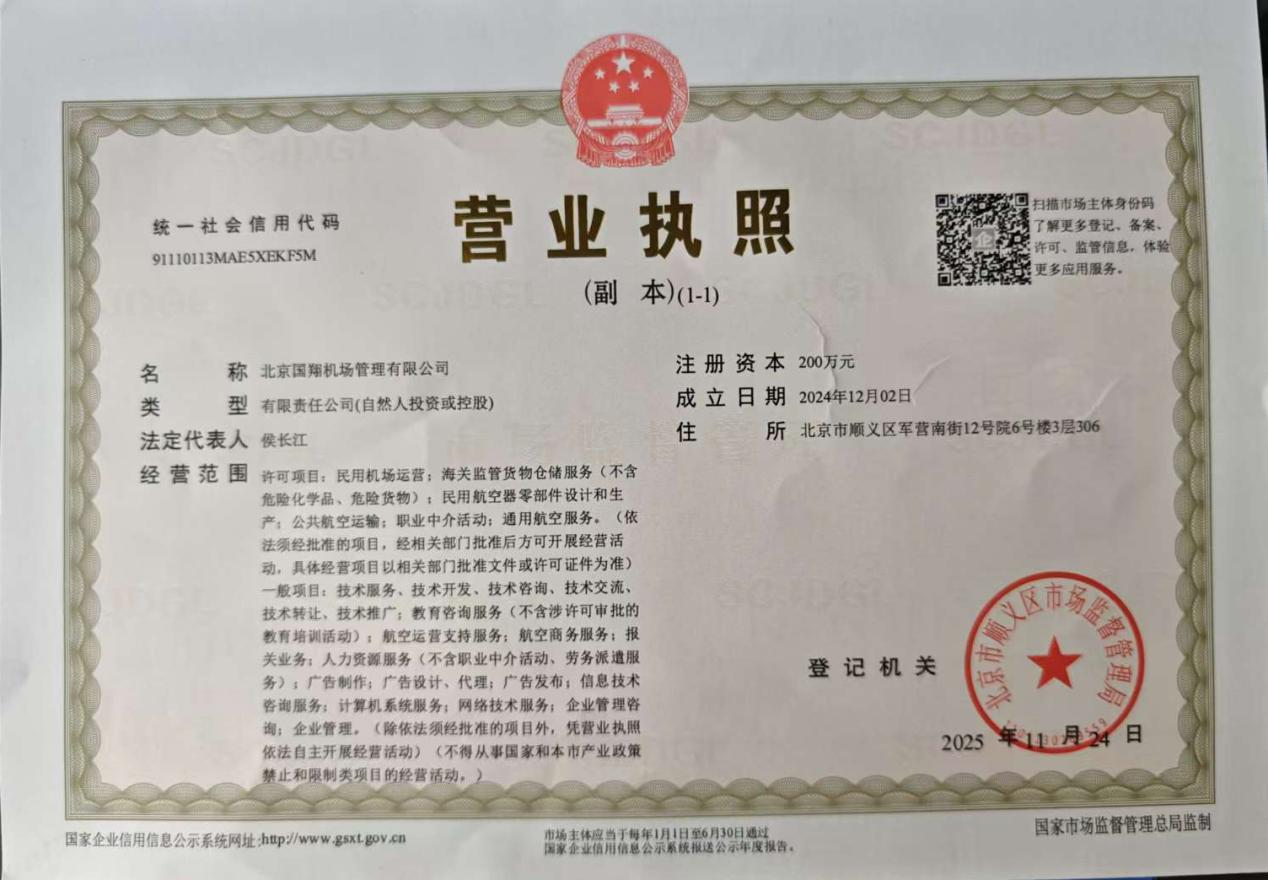 统一社会信用代码
91110113MAE5XEKF5M
营业执照
(副 本)(1-1)
扫描市场主体身份码
了解更多登记、备案、
许可、监管信息，体验
更多应用服务。
名 称 北京国翔机场管理有限公司
类 型 有限责任公司(自然人投资或控股)
法定代表人 侯长江
经营范围 许可项目：民用机场运营；海关监管货物仓储服务（不含
危险化学品、危险货物）；民用航空器零部件设计和生
产；公共航空运输；职业中介活动；通用航空服务。（依
法须经批准的项目，经相关部门批准后方可开展经营活
动，具体经营项目以相关部门批准文件或许可证件为准）
一般项目：技术服务、技术开发、技术咨询、技术交流、
技术转让、技术推广；教育咨询服务（不含涉许可审批的
教育培训活动）；航空运营支持服务；航空商务服务；报
关业务；人力资源服务（不含职业中介活动、劳务派遣服
务）；广告制作；广告设计、代理；广告发布；信息技术
咨询服务；计算机系统服务；网络技术服务；企业管理咨
询；企业管理。（除依法须经批准的项目外，凭营业执照
依法自主开展经营活动）（不得从事国家和本市产业政策
禁止和限制类项目的经营活动。）
注册资本 200万元
成立日期 2024年12月02日
住 所 北京市顺义区军营南街12号院6号楼3层306
登记机关
北京市顺义区市场监督管理局
2025 年 11 月 24 日
国家企业信用信息公示系统网址:http://www.gsxt.gov.cn
市场主体应当于每年1月1日至6月30日通过
国家企业信用信息公示系统报送公示年度报告。
国家市场监督管理总局监制